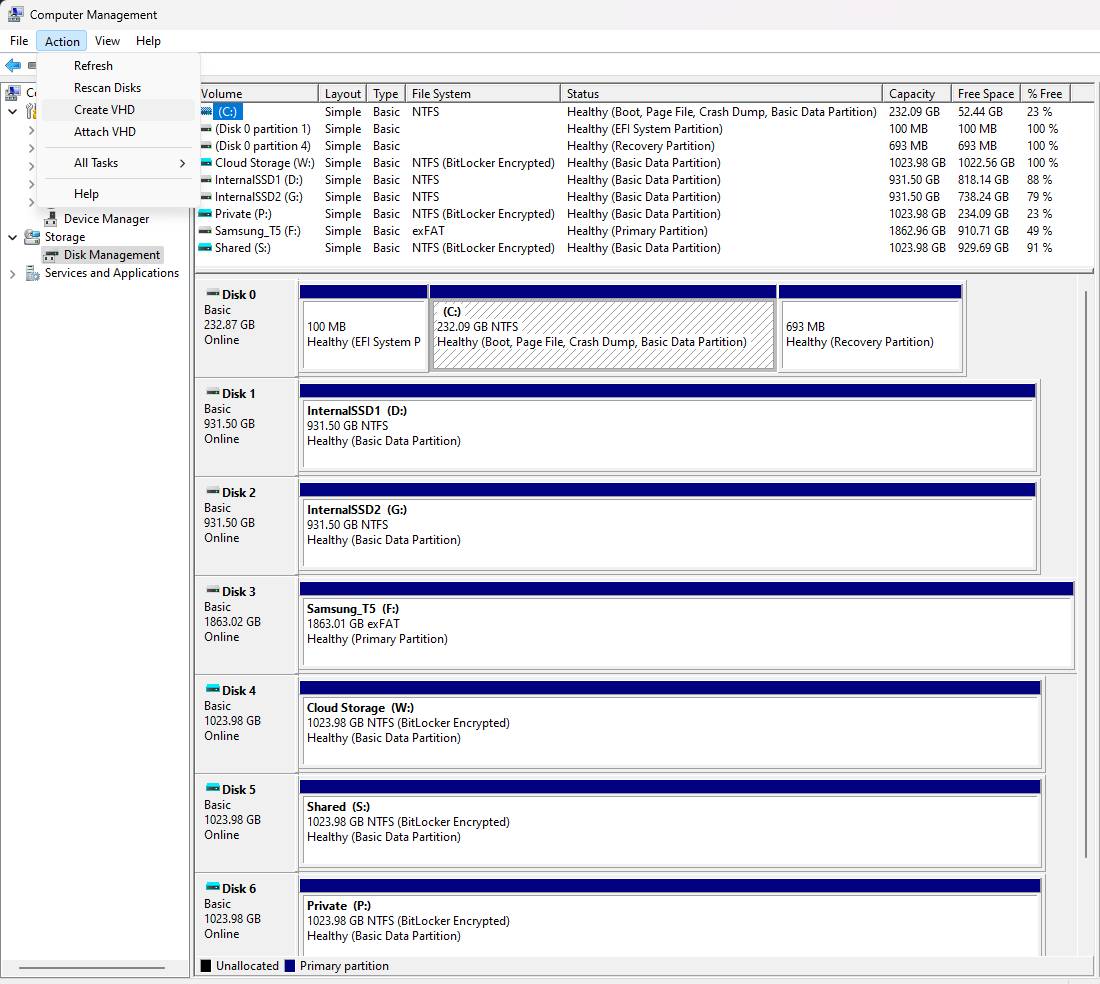 Computer Management
File Action View Help
Refresh
Rescan Disks
Create VHD
Attach VHD
All Tasks
Help
Device Manager
Storage
Disk Management
Services and Applications
Volume Layout Type File System Status Capacity Free Space % Free
(C:) Simple Basic NTFS Healthy (Boot, Page File, Crash Dump, Basic Data Partition) 232.09 GB 52.44 GB 23 %
(Disk 0 partition 1) Simple Basic Healthy (EFI System Partition) 100 MB 100 MB 100 %
(Disk 0 partition 4) Simple Basic Healthy (Recovery Partition) 693 MB 693 MB 100 %
Cloud Storage (W:) Simple Basic NTFS (BitLocker Encrypted) Healthy (Basic Data Partition) 1023.98 GB 1022.56 GB 100 %
InternalSSD1 (D:) Simple Basic NTFS Healthy (Basic Data Partition) 931.50 GB 818.14 GB 88 %
InternalSSD2 (G:) Simple Basic NTFS Healthy (Basic Data Partition) 931.50 GB 738.24 GB 79 %
Private (P:) Simple Basic NTFS (BitLocker Encrypted) Healthy (Basic Data Partition) 1023.98 GB 234.09 GB 23 %
Samsung_T5 (F:) Simple Basic exFAT Healthy (Primary Partition) 1862.96 GB 910.71 GB 49 %
Shared (S:) Simple Basic NTFS (BitLocker Encrypted) Healthy (Basic Data Partition) 1023.98 GB 929.69 GB 91 %
Disk 0
Basic
232.87 GB
Online
100 MB
Healthy (EFI System P
(C:)
232.09 GB NTFS
Healthy (Boot, Page File, Crash Dump, Basic Data Partition)
693 MB
Healthy (Recovery Partition)
Disk 1
Basic
931.50 GB
Online
InternalSSD1 (D:)
931.50 GB NTFS
Healthy (Basic Data Partition)
Disk 2
Basic
931.50 GB
Online
InternalSSD2 (G:)
931.50 GB NTFS
Healthy (Basic Data Partition)
Disk 3
Basic
1863.02 GB
Online
Samsung_T5 (F:)
1863.01 GB exFAT
Healthy (Primary Partition)
Disk 4
Basic
1023.98 GB
Online
Cloud Storage (W:)
1023.98 GB NTFS (BitLocker Encrypted)
Healthy (Basic Data Partition)
Disk 5
Basic
1023.98 GB
Online
Shared (S:)
1023.98 GB NTFS (BitLocker Encrypted)
Healthy (Basic Data Partition)
Disk 6
Basic
1023.98 GB
Online
Private (P:)
1023.98 GB NTFS (BitLocker Encrypted)
Healthy (Basic Data Partition)
Unallocated Primary partition